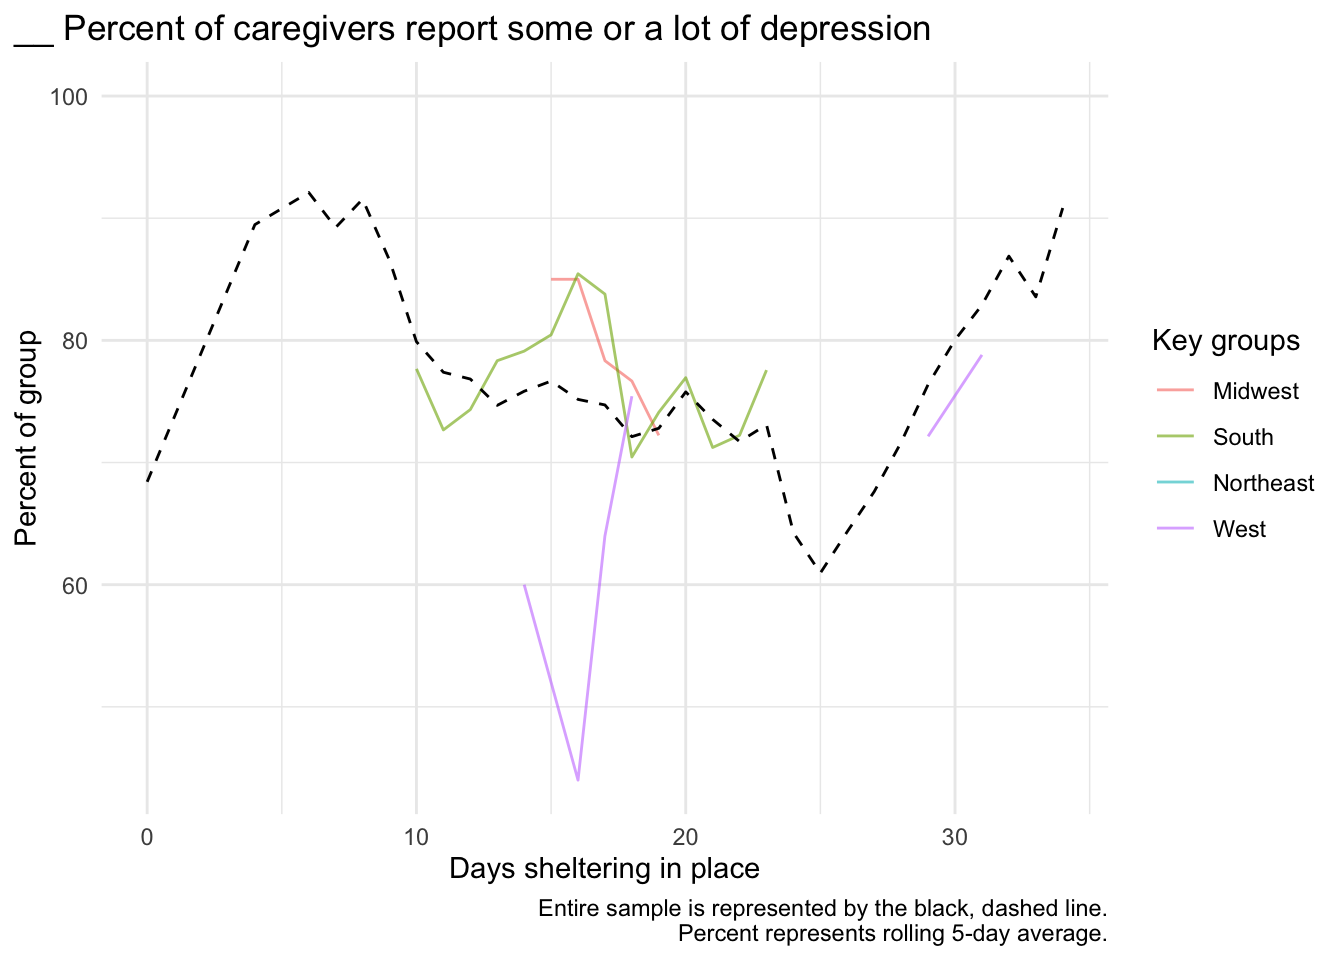 __ Percent of caregivers report some or a lot of depression
100
80
60
Percent of group
0 10 20 30
Days sheltering in place
Key groups
Midwest
South
Northeast
West
Entire sample is represented by the black, dashed line.
Percent represents rolling 5-day average.